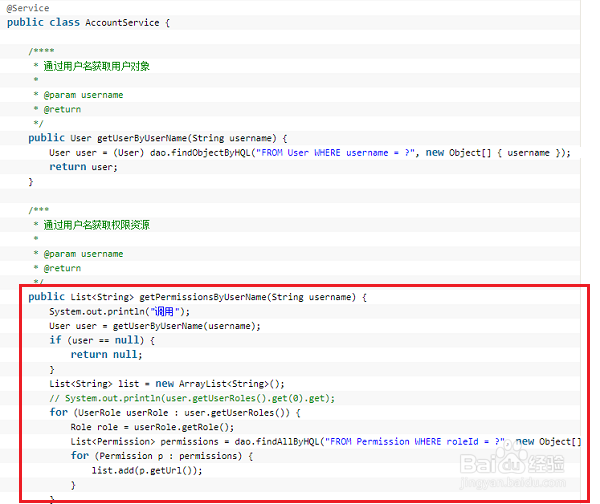 @Service
public class AccountService {
/****
* 通过用户名获取用户对象
*
* @param username
* @return
*/
public User getUserByUserName(String username) {
User user = (User) dao.findObjectByHQL("FROM User WHERE username = ?", new Object[] { username });
return user;
}
/***
* 通过用户名获取权限资源
*
* @param username
* @return
*/
public List<String> getPermissionsByUserName(String username) {
System.out.println("调用");
User user = getUserByUserName(username);
if (user == null) {
return null;
}
List<String> list = new ArrayList<String>();
// System.out.println(user.getUserRoles().get(0).get);
for (UserRole userRole : user.getUserRoles()) {
Role role = userRole.getRole();
List<Permission> permissions = dao.findAllByHQL("FROM Permission WHERE roleId = ?", new Object[]
for (Permission p : permissions) {
list.add(p.getUrl());
}
}
Baidu 经验
jingyan.baidu.com